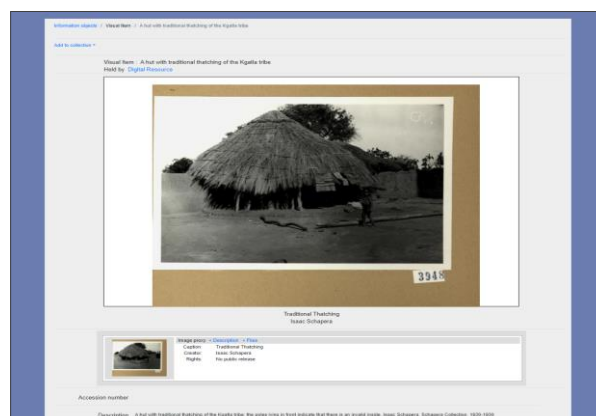 Information objects / Visual Item / A hut with traditional thatching of the Kgatla tribe
Add to collection
Visual Item : A hut with traditional thatching of the Kgatla tribe
Held by Digital Resource
3948
Traditional Thatching
Isaac Schapera
Image proxy Description Files
Caption Traditional Thatching
Creator Isaac Schapera
Rights No public release
Accession number
Description A hut with traditional thatching of the Kgatla tribe, the poles lying in front indicate that there is an invalid inside. Isaac Schapera. Schapera Collection, 1929-1934